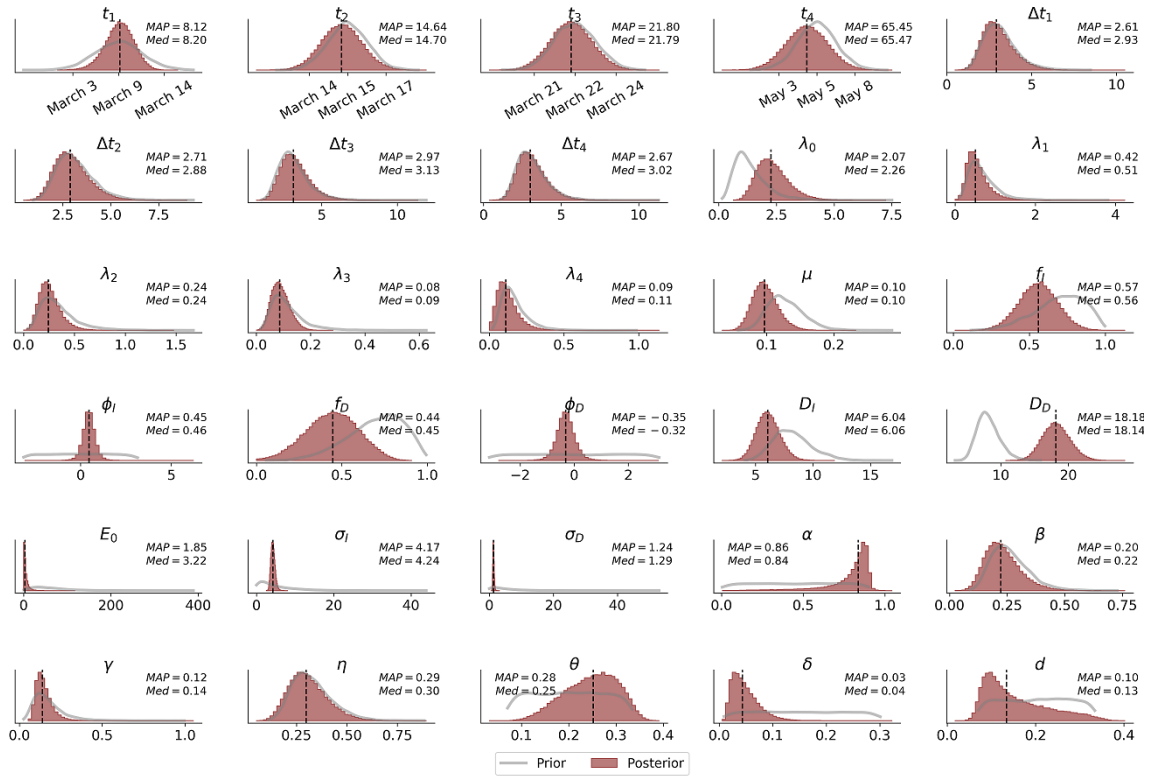 t₁
MAP = 8.12
Med = 8.20
March 3 March 9 March 14
t₂
MAP = 14.64
Med = 14.70
March 14 March 15 March 17
t₃
MAP = 21.80
Med = 21.79
March 21 March 22 March 24
t₄
MAP = 65.45
Med = 65.47
May 3 May 5 May 8
Δt₁
MAP = 2.61
Med = 2.93
0 5 10
Δt₂
MAP = 2.71
Med = 2.88
2.5 5.0 7.5
Δt₃
MAP = 2.97
Med = 3.13
5 10
Δt₄
MAP = 2.67
Med = 3.02
0 5 10
λ₀
MAP = 2.07
Med = 2.26
0.0 2.5 5.0 7.5
λ₁
MAP = 0.42
Med = 0.51
0 2 4
λ₂
MAP = 0.24
Med = 0.24
0.0 0.5 1.0 1.5
λ₃
MAP = 0.08
Med = 0.09
0.0 0.2 0.4 0.6
λ₄
MAP = 0.09
Med = 0.11
0.0 0.5 1.0
μ
MAP = 0.10
Med = 0.10
0.1 0.2
f_I
MAP = 0.57
Med = 0.56
0.0 0.5 1.0
ϕ_I
MAP = 0.45
Med = 0.46
0 5
f_D
MAP = 0.44
Med = 0.45
0.0 0.5 1.0
ϕ_D
MAP = − 0.35
Med = − 0.32
−2 0 2
D_I
MAP = 6.04
Med = 6.06
5 10 15
D_D
MAP = 18.18
Med = 18.14
10 20
E₀
MAP = 1.85
Med = 3.22
0 200 400
σ_I
MAP = 4.17
Med = 4.24
0 20 40
σ_D
MAP = 1.24
Med = 1.29
0 20 40
α
MAP = 0.86
Med = 0.84
0.0 0.5 1.0
β
MAP = 0.20
Med = 0.22
0.00 0.25 0.50 0.75
γ
MAP = 0.12
Med = 0.14
0.0 0.5 1.0
η
MAP = 0.29
Med = 0.30
0.25 0.50 0.75
θ
MAP = 0.28
Med = 0.25
0.0 0.1 0.2 0.3 0.4
δ
MAP = 0.03
Med = 0.04
0.0 0.1 0.2 0.3
d
MAP = 0.10
Med = 0.13
0.0 0.2 0.4
Prior Posterior